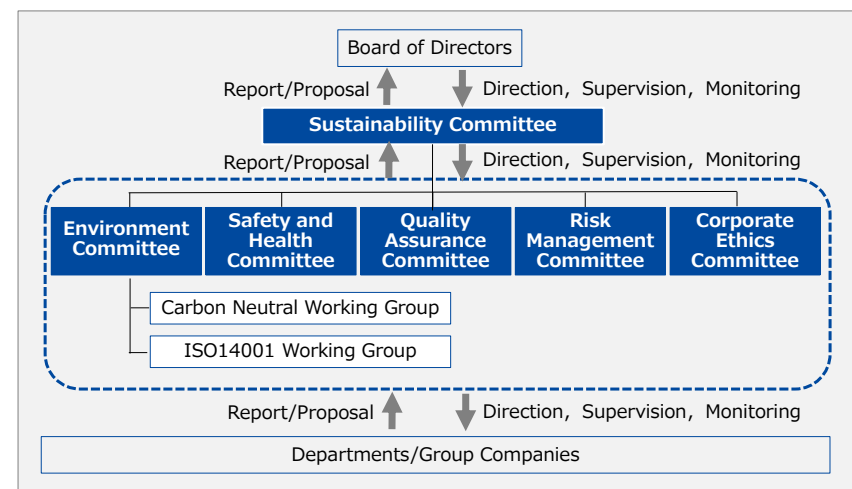 Board of Directors
Report/Proposal
Direction, Supervision, Monitoring
Sustainability Committee
Report/Proposal
Direction, Supervision, Monitoring
Environment
Committee
Safety and
Health
Committee
Quality
Assurance
Committee
Risk
Management
Committee
Corporate
Ethics
Committee
Carbon Neutral Working Group
ISO14001 Working Group
Report/Proposal
Direction, Supervision, Monitoring
Departments/Group Companies